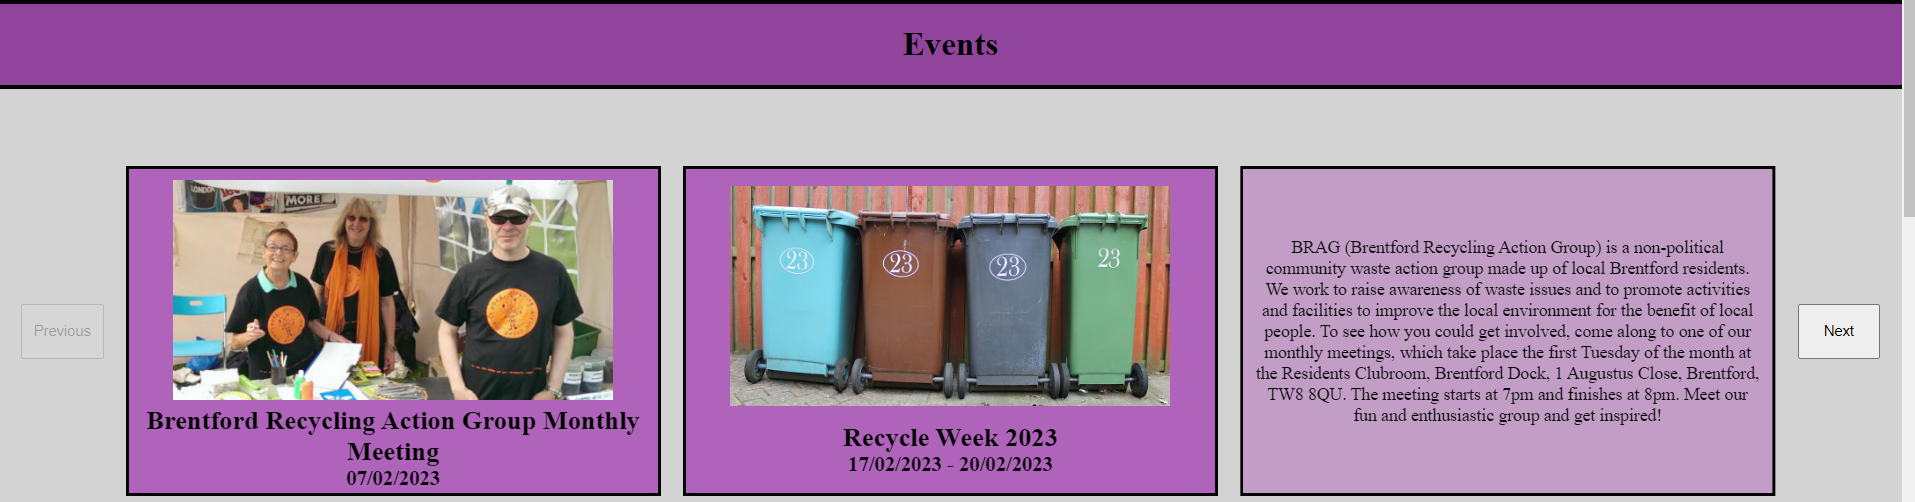 Events
Previous
LONDON
MORE
Brentford Recycling Action Group Monthly
Meeting
07/02/2023
23
23
23
23
Recycle Week 2023
17/02/2023 - 20/02/2023
BRAG (Brentford Recycling Action Group) is a non-political
community waste action group made up of local Brentford residents.
We work to raise awareness of waste issues and to promote activities
and facilities to improve the local environment for the benefit of local
people. To see how you could get involved, come along to one of our
monthly meetings, which take place the first Tuesday of the month at
the Residents Clubroom, Brentford Dock, 1 Augustus Close, Brentford,
TW8 8QU. The meeting starts at 7pm and finishes at 8pm. Meet our
fun and enthusiastic group and get inspired!
Next